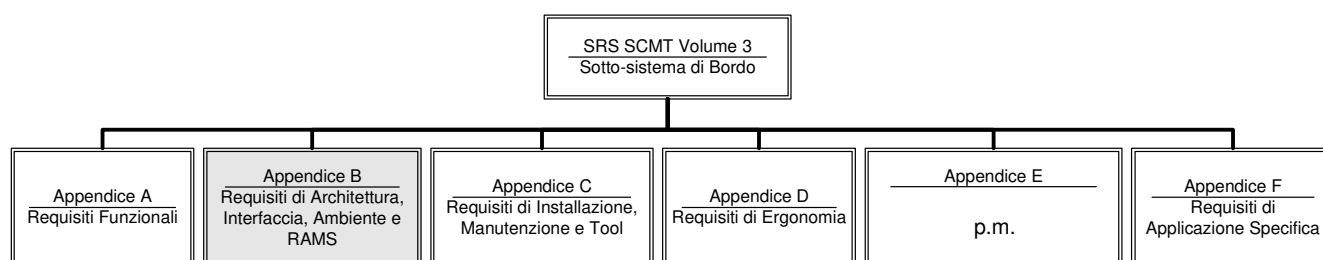 SRS SCMT Volume 3
Sotto-sistema di Bordo
Appendice A
Requisiti Funzionali
Appendice B
Requisiti di Architettura,
Interfaccia, Ambiente e
RAMS
Appendice C
Requisiti di Installazione,
Manutenzione e Tool
Appendice D
Requisiti di Ergonomia
Appendice E
p.m.
Appendice F
Requisiti di
Applicazione Specifica